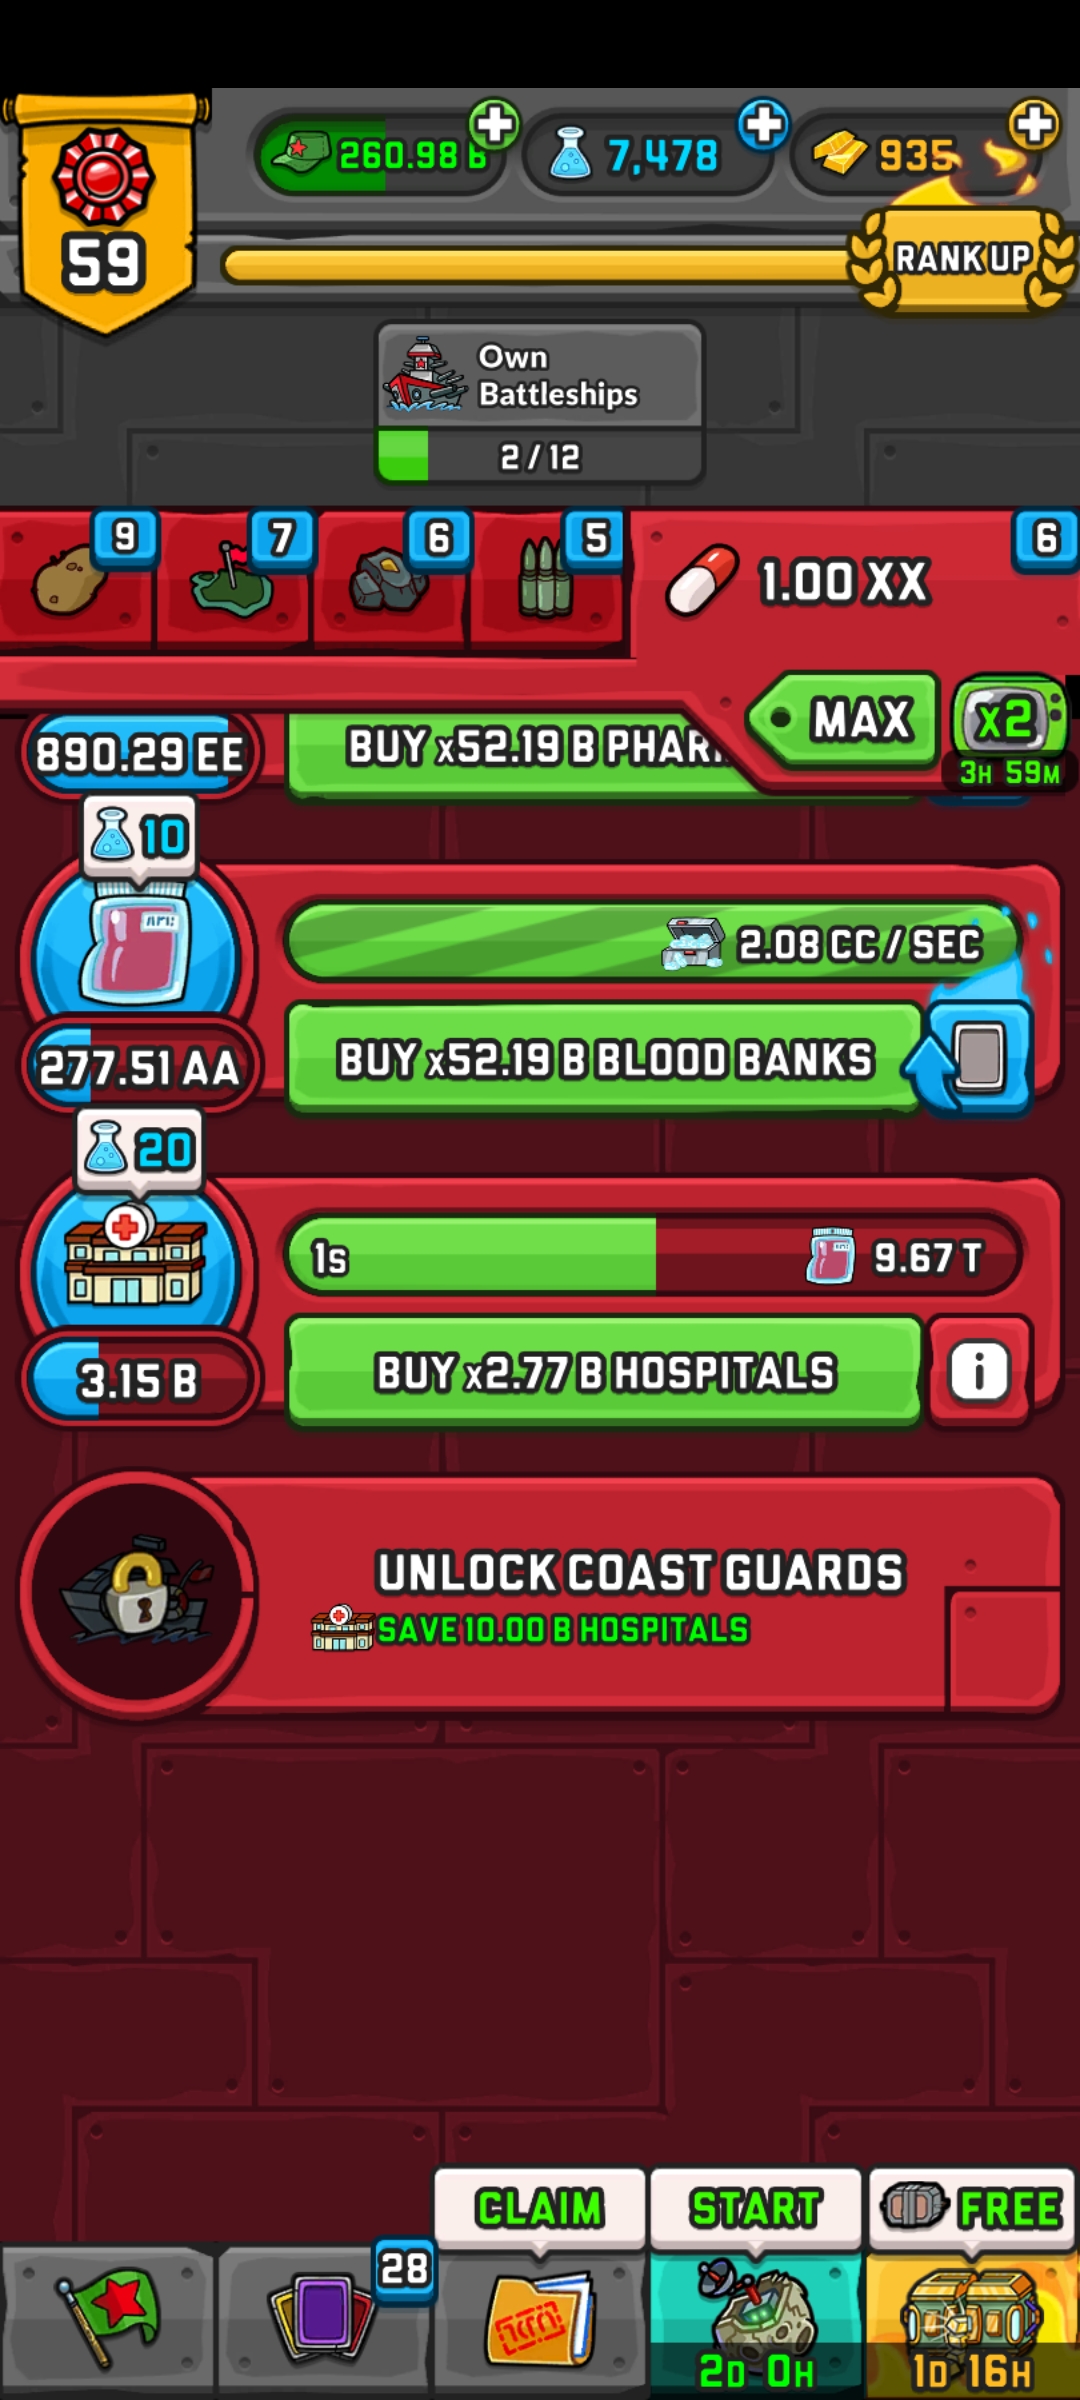 260.98 B
7,478
935
59
RANK UP
Own
Battleships
2 / 12
9
7
6
5
6
1.00 XX
MAX
x2
3H 59M
890.29 EE
BUY x52.19 B
10
2.08 CC / SEC
277.51 AA
BUY x52.19 B BLOOD BANKS
20
1s
9.67 T
3.15 B
BUY x2.77 B HOSPITALS
i
UNLOCK COAST GUARDS
SAVE 10.00 B HOSPITALS
CLAIM
START
FREE
28
2D 0H
1D 16H